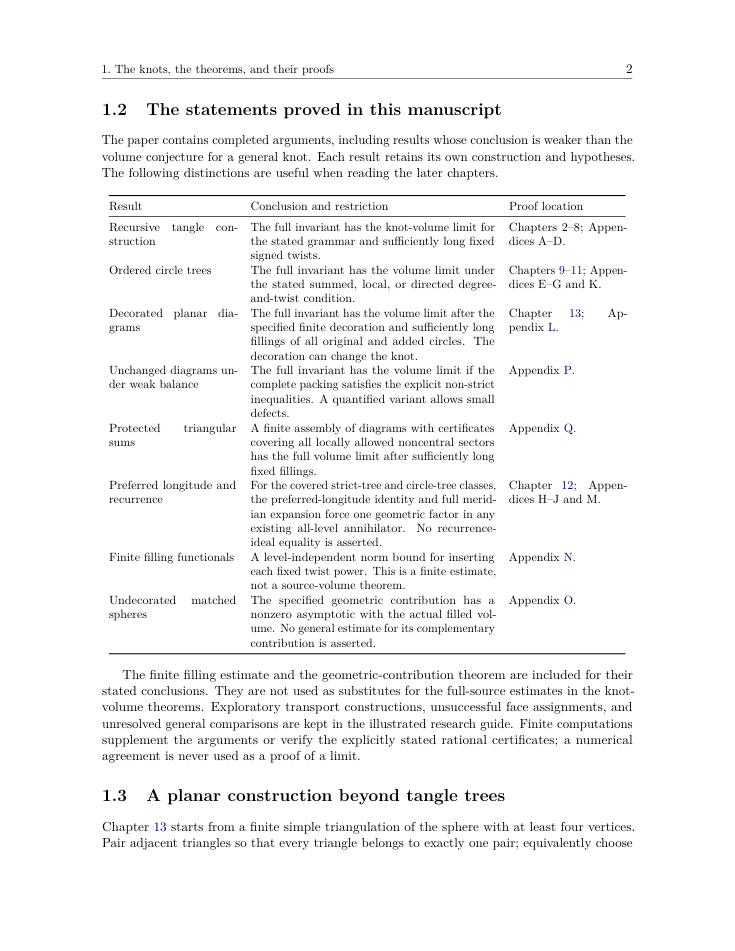 1. The knots, the theorems, and their proofs 2
1.2 The statements proved in this manuscript
The paper contains completed arguments, including results whose conclusion is weaker than the
volume conjecture for a general knot. Each result retains its own construction and hypotheses.
The following distinctions are useful when reading the later chapters.
Result Conclusion and restriction Proof location
Recursive tangle con- The full invariant has the knot-volume limit for Chapters 2–8; Appen-
struction the stated grammar and sufficiently long fixed dices A–D.
signed twists.
Ordered circle trees The full invariant has the volume limit under Chapters 9–11; Appen-
the stated summed, local, or directed degree- dices E–G and K.
and-twist condition.
Decorated planar dia- The full invariant has the volume limit after the Chapter 13; Ap-
grams specified finite decoration and sufficiently long pendix L.
fillings of all original and added circles. The
decoration can change the knot.
Unchanged diagrams un- The full invariant has the volume limit if the Appendix P.
der weak balance complete packing satisfies the explicit non-strict
inequalities. A quantified variant allows small
defects.
Protected triangular A finite assembly of diagrams with certificates Appendix Q.
sums covering all locally allowed noncentral sectors
has the full volume limit after sufficiently long
fixed fillings.
Preferred longitude and For the covered strict-tree and circle-tree classes, Chapter 12; Appen-
recurrence the preferred-longitude identity and full merid- dices H–J and M.
ian expansion force one geometric factor in any
existing all-level annihilator. No recurrence-
ideal equality is asserted.
Finite filling functionals A level-independent norm bound for inserting Appendix N.
each fixed twist power. This is a finite estimate,
not a source-volume theorem.
Undecorated matched The specified geometric contribution has a Appendix O.
spheres nonzero asymptotic with the actual filled vol-
ume. No general estimate for its complementary
contribution is asserted.
The finite filling estimate and the geometric-contribution theorem are included for their
stated conclusions. They are not used as substitutes for the full-source estimates in the knot-
volume theorems. Exploratory transport constructions, unsuccessful face assignments, and
unresolved general comparisons are kept in the illustrated research guide. Finite computations
supplement the arguments or verify the explicitly stated rational certificates; a numerical
agreement is never used as a proof of a limit.
1.3 A planar construction beyond tangle trees
Chapter 13 starts from a finite simple triangulation of the sphere with at least four vertices.
Pair adjacent triangles so that every triangle belongs to exactly one pair; equivalently choose